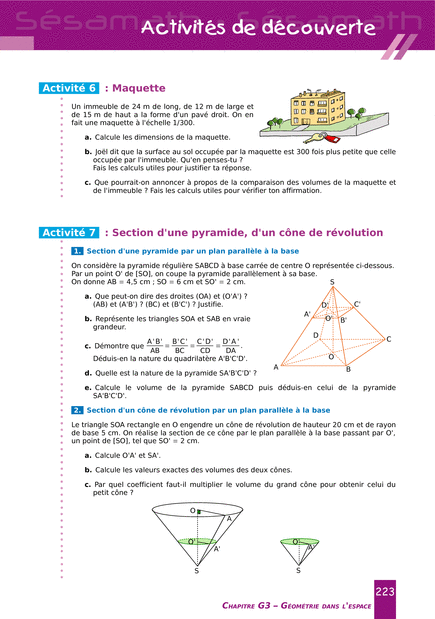 Sésamath Sésamath
Activités de découverte
Activité 6 : Maquette
Un immeuble de 24 m de long, de 12 m de large et
de 15 m de haut a la forme d'un pavé droit. On en
fait une maquette à l'échelle 1/300.
a. Calcule les dimensions de la maquette.
b. Joël dit que la surface au sol occupée par la maquette est 300 fois plus petite que celle
occupée par l'immeuble. Qu'en penses-tu ?
Fais les calculs utiles pour justifier ta réponse.
c. Que pourrait-on annoncer à propos de la comparaison des volumes de la maquette et
de l'immeuble ? Fais les calculs utiles pour vérifier ton affirmation.
Activité 7 : Section d'une pyramide, d'un cône de révolution
1. Section d'une pyramide par un plan parallèle à la base
On considère la pyramide régulière SABCD à base carrée de centre O représentée ci-dessous.
Par un point O' de [SO], on coupe la pyramide parallèlement à sa base.
On donne AB = 4,5 cm ; SO = 6 cm et SO' = 2 cm.
a. Que peut-on dire des droites (OA) et (O'A') ?
(AB) et (A'B') ? (BC) et (B'C') ? Justifie.
b. Représente les triangles SOA et SAB en vraie
grandeur.
c. Démontre que A'B'/AB = B'C'/BC = C'D'/CD = D'A'/DA.
Déduis-en la nature du quadrilatère A'B'C'D'.
d. Quelle est la nature de la pyramide SA'B'C'D' ?
e. Calcule le volume de la pyramide SABCD puis déduis-en celui de la pyramide
SA'B'C'D'.
S
D'
C'
A'
O'
B'
D
C
O
A
B
2. Section d'un cône de révolution par un plan parallèle à la base
Le triangle SOA rectangle en O engendre un cône de révolution de hauteur 20 cm et de rayon
de base 5 cm. On réalise la section de ce cône par le plan parallèle à la base passant par O',
un point de [SO], tel que SO' = 2 cm.
a. Calcule O'A' et SA'.
b. Calcule les valeurs exactes des volumes des deux cônes.
c. Par quel coefficient faut-il multiplier le volume du grand cône pour obtenir celui du
petit cône ?
O
A
O'
A'
S
O'
A'
S
223
Chapitre G3 – Géométrie dans l'espace